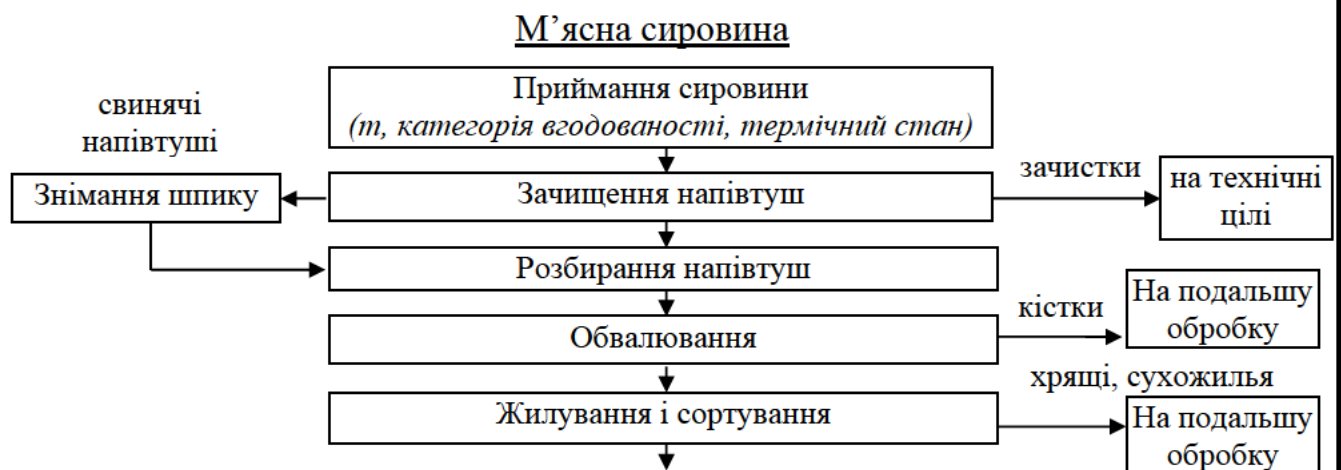 М’ясна сировина
Приймання сировини
(т, категорія вгодованості, термічний стан)
свинячі
напівтуші
Знімання шпику
Зачищення напівтуш
зачистки
на технічні
цілі
Розбирання напівтуш
Обвалювання
кістки
На подальшу
обробку
Жилування і сортування
хрящі, сухожилья
На подальшу
обробку